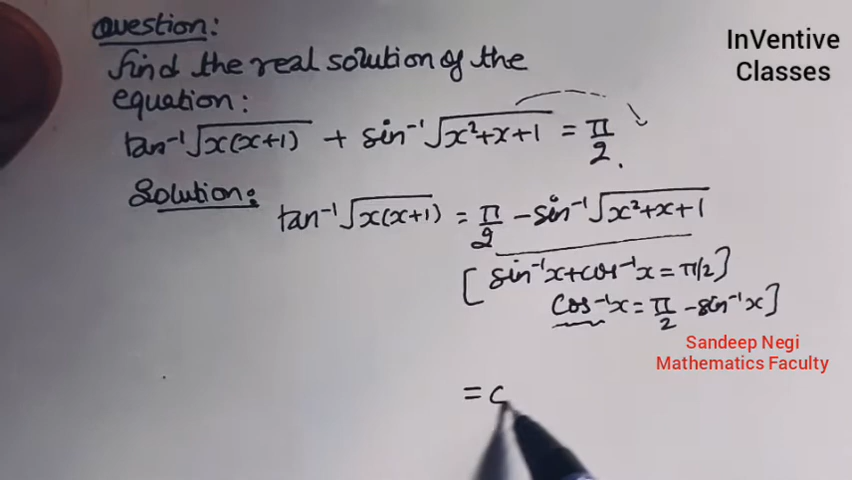 Question:
InVentive
Classes
find the real solution of the
equation:
tan⁻¹√x(x+1) + sin⁻¹√x²+x+1 = π/2.
Solution:
tan⁻¹√x(x+1) = π/2 - sin⁻¹√x²+x+1
[sin⁻¹x+cos⁻¹x=π/2]
cos⁻¹x = π/2 - sin⁻¹x]
Sandeep Negi
Mathematics Faculty
= c